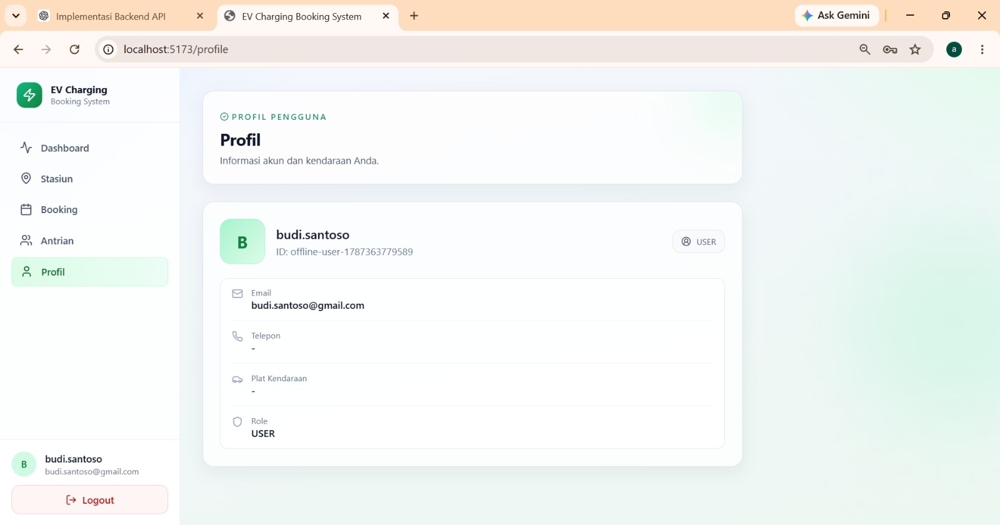 Implementasi Backend API
EV Charging Booking System
Ask Gemini
localhost:5173/profile
a
EV Charging
Booking System
Dashboard
Stasiun
Booking
Antrian
Profil
budi.santoso
budi.santoso@gmail.com
B
Logout
PROFIL PENGGUNA
Profil
Informasi akun dan kendaraan Anda.
B
budi.santoso
ID: offline-user-1787363779589
USER
Email
budi.santoso@gmail.com
Telepon
-
Plat Kendaraan
-
Role
USER